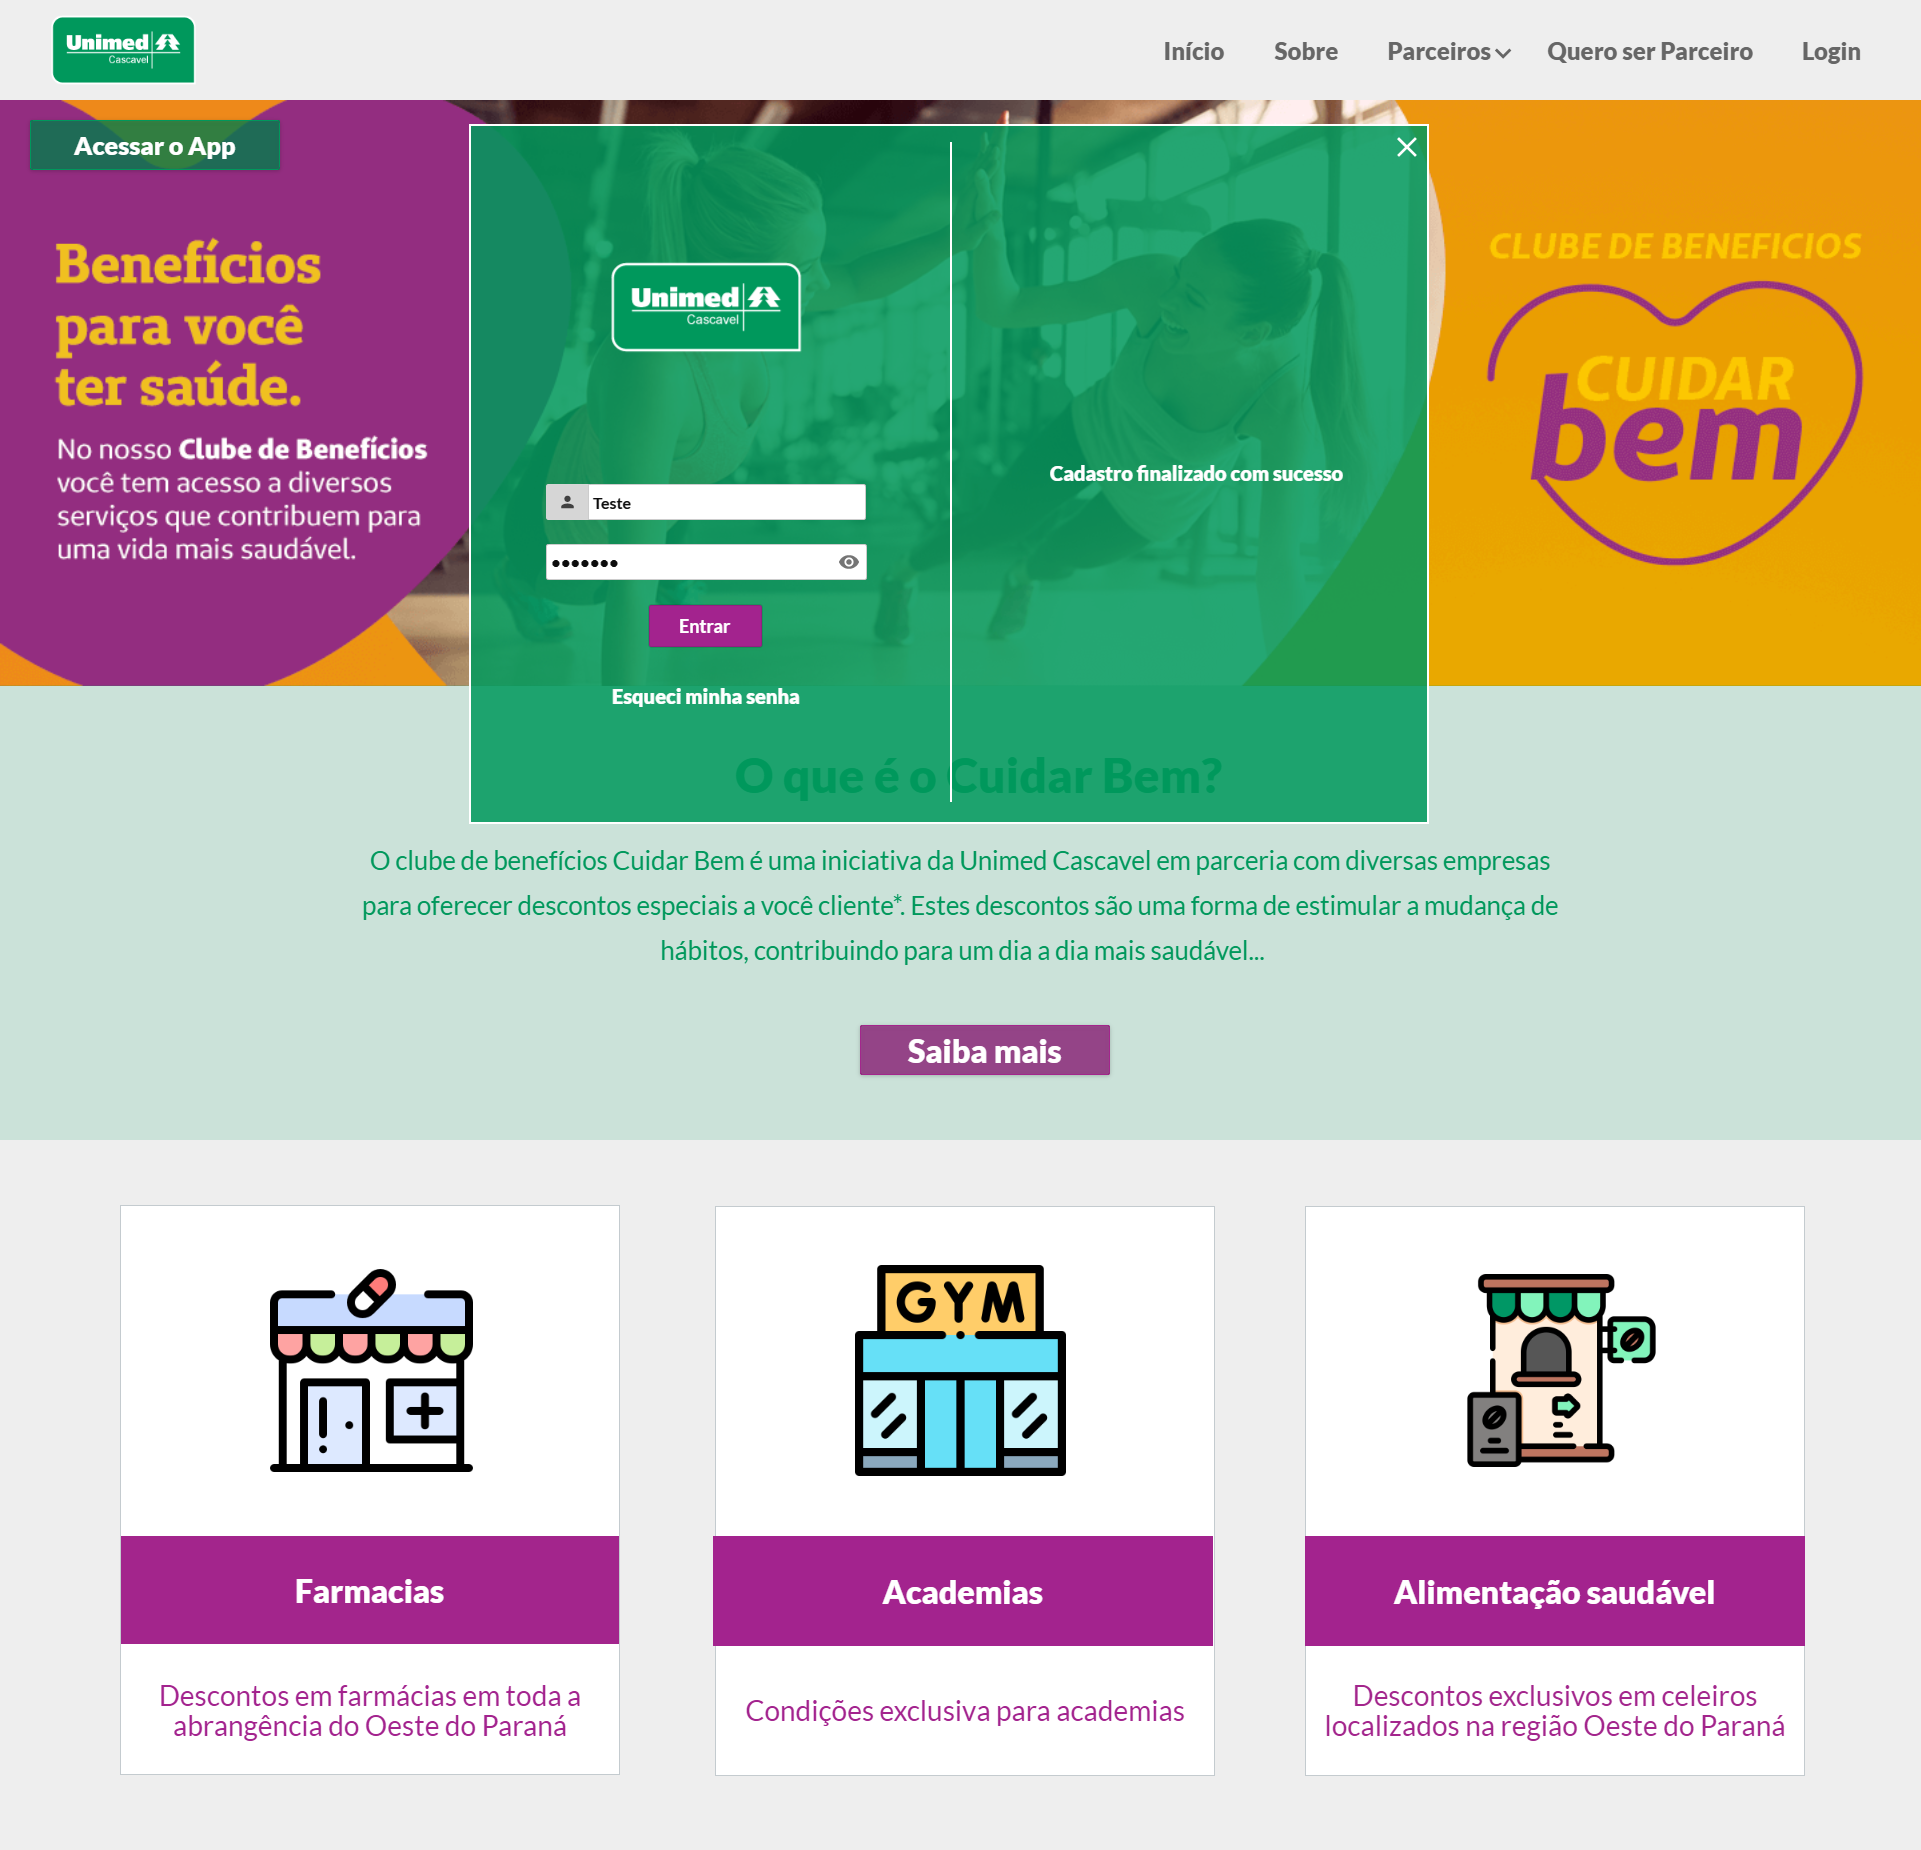 Unimed
Cascavel
Início
Sobre
Parceiros
Quero ser Parceiro
Login
Acessar o App
Benefícios
para você
ter saúde.
No nosso Clube de Benefícios
você tem acesso a diversos
serviços que contribuem para
uma vida mais saudável.
Unimed
Cascavel
Teste
Entrar
Esqueci minha senha
Cadastro finalizado com sucesso
CLUBE DE BENEFICIOS
CUIDAR
bem
O que é o Cuidar Bem?
O clube de benefícios Cuidar Bem é uma iniciativa da Unimed Cascavel em parceria com diversas empresas
para oferecer descontos especiais a você cliente*. Estes descontos são uma forma de estimular a mudança de
hábitos, contribuindo para um dia a dia mais saudável...
Saiba mais
Farmacias
Descontos em farmácias em toda a
abrangência do Oeste do Paraná
GYM
Academias
Condições exclusiva para academias
Alimentação saudável
Descontos exclusivos em celeiros
localizados na região Oeste do Paraná